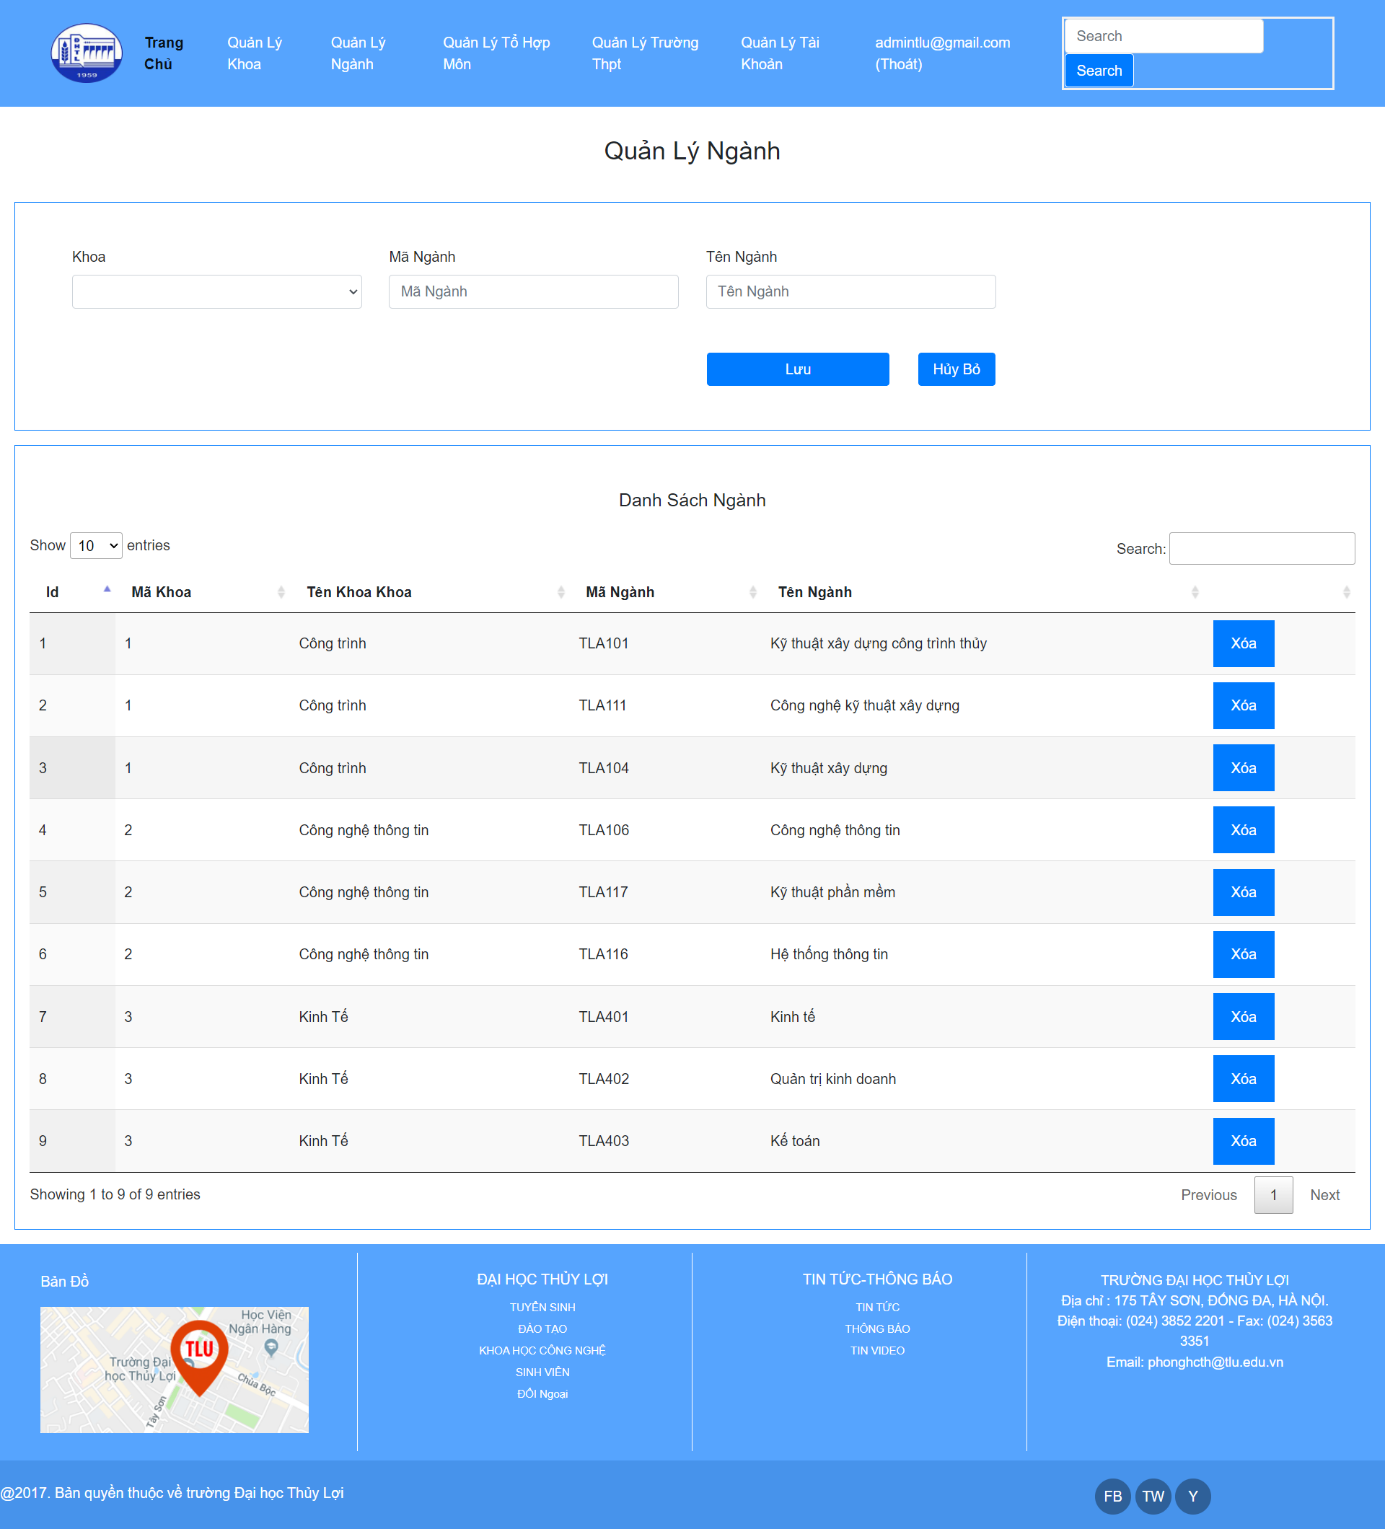 1959
Trang Chủ
Quản Lý Khoa
Quản Lý Ngành
Quản Lý Tổ Hợp Môn
Quản Lý Trường Thpt
Quản Lý Tài Khoản
admintlu@gmail.com (Thoát)
Search
Search
Quản Lý Ngành
Khoa
Mã Ngành
Tên Ngành
Mã Ngành
Tên Ngành
Lưu
Hủy Bỏ
Danh Sách Ngành
Show 10 entries
Search:
Id Mã Khoa Tên Khoa Khoa Mã Ngành Tên Ngành
1 1 Công trình TLA101 Kỹ thuật xây dựng công trình thủy Xóa
2 1 Công trình TLA111 Công nghệ kỹ thuật xây dựng Xóa
3 1 Công trình TLA104 Kỹ thuật xây dựng Xóa
4 2 Công nghệ thông tin TLA106 Công nghệ thông tin Xóa
5 2 Công nghệ thông tin TLA117 Kỹ thuật phần mềm Xóa
6 2 Công nghệ thông tin TLA116 Hệ thống thông tin Xóa
7 3 Kinh Tế TLA401 Kinh tế Xóa
8 3 Kinh Tế TLA402 Quản trị kinh doanh Xóa
9 3 Kinh Tế TLA403 Kế toán Xóa
Showing 1 to 9 of 9 entries
Previous 1 Next
Bản Đồ
Học Viện
Ngân Hàng
TLU
Trường Đại
học Thủy Lợi
Chùa Bộc
Tây Sơn
ĐẠI HỌC THỦY LỢI
TUYỂN SINH
ĐÀO TẠO
KHOA HỌC CÔNG NGHỆ
SINH VIÊN
ĐỐI Ngoại
TIN TỨC-THÔNG BÁO
TIN TỨC
THÔNG BÁO
TIN VIDEO
TRƯỜNG ĐẠI HỌC THỦY LỢI
Địa chỉ : 175 TÂY SƠN, ĐỐNG ĐA, HÀ NỘI.
Điện thoại: (024) 3852 2201 - Fax: (024) 3563
3351
Email: phonghcth@tlu.edu.vn
@2017. Bản quyền thuộc về trường Đại học Thủy Lợi
FB TW Y